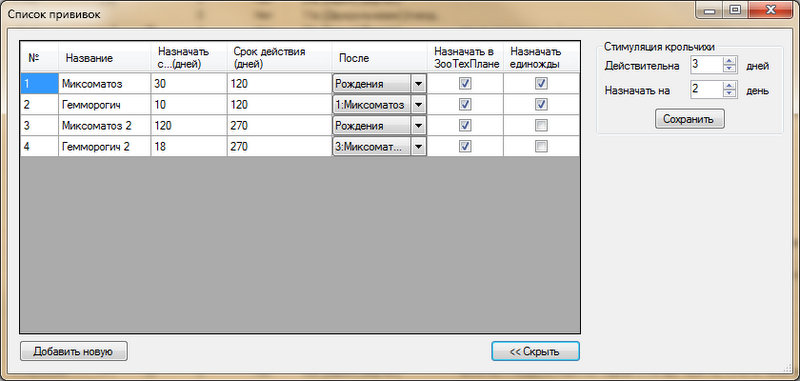 Список прививок
№ Название Назначать с...(дней) Срок действия (дней) После Назначать в ЗооТехПлане Назначать единожды
1 Миксоматоз 30 120 Рождения
2 Гемморогич 10 120 1:Миксоматоз
3 Миксоматоз 2 120 270 Рождения
4 Гемморогич 2 18 270 3:Миксомат...
Стимуляция крольчихи
Действительна 3 дней
Назначать на 2 день
Сохранить
Добавить новую
<< Скрыть